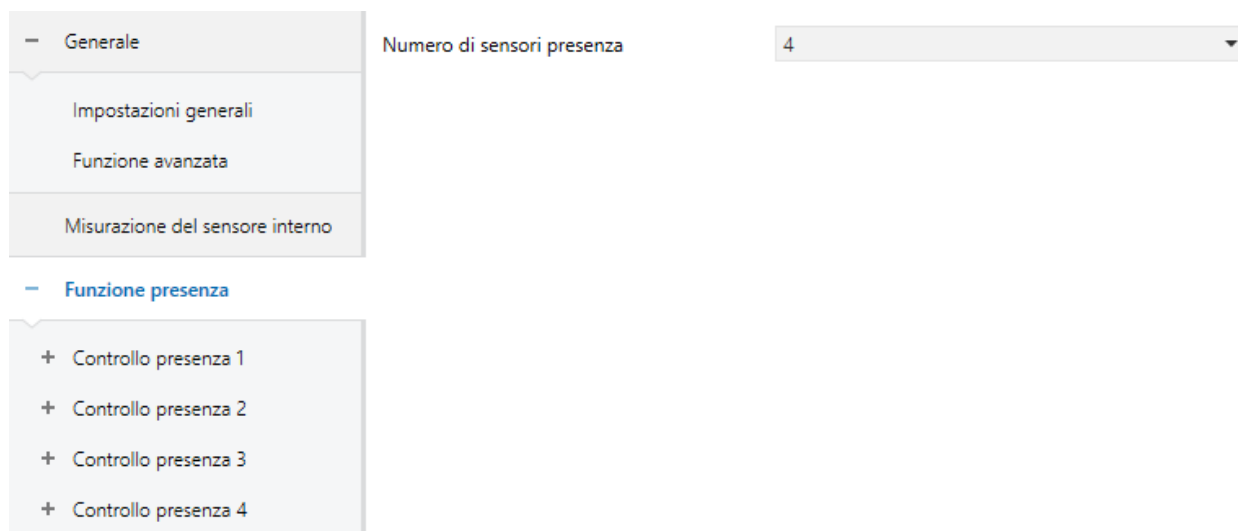 Generale
Numero di sensori presenza 4
Impostazioni generali
Funzione avanzata
Misurazione del sensore interno
Funzione presenza
Controllo presenza 1
Controllo presenza 2
Controllo presenza 3
Controllo presenza 4